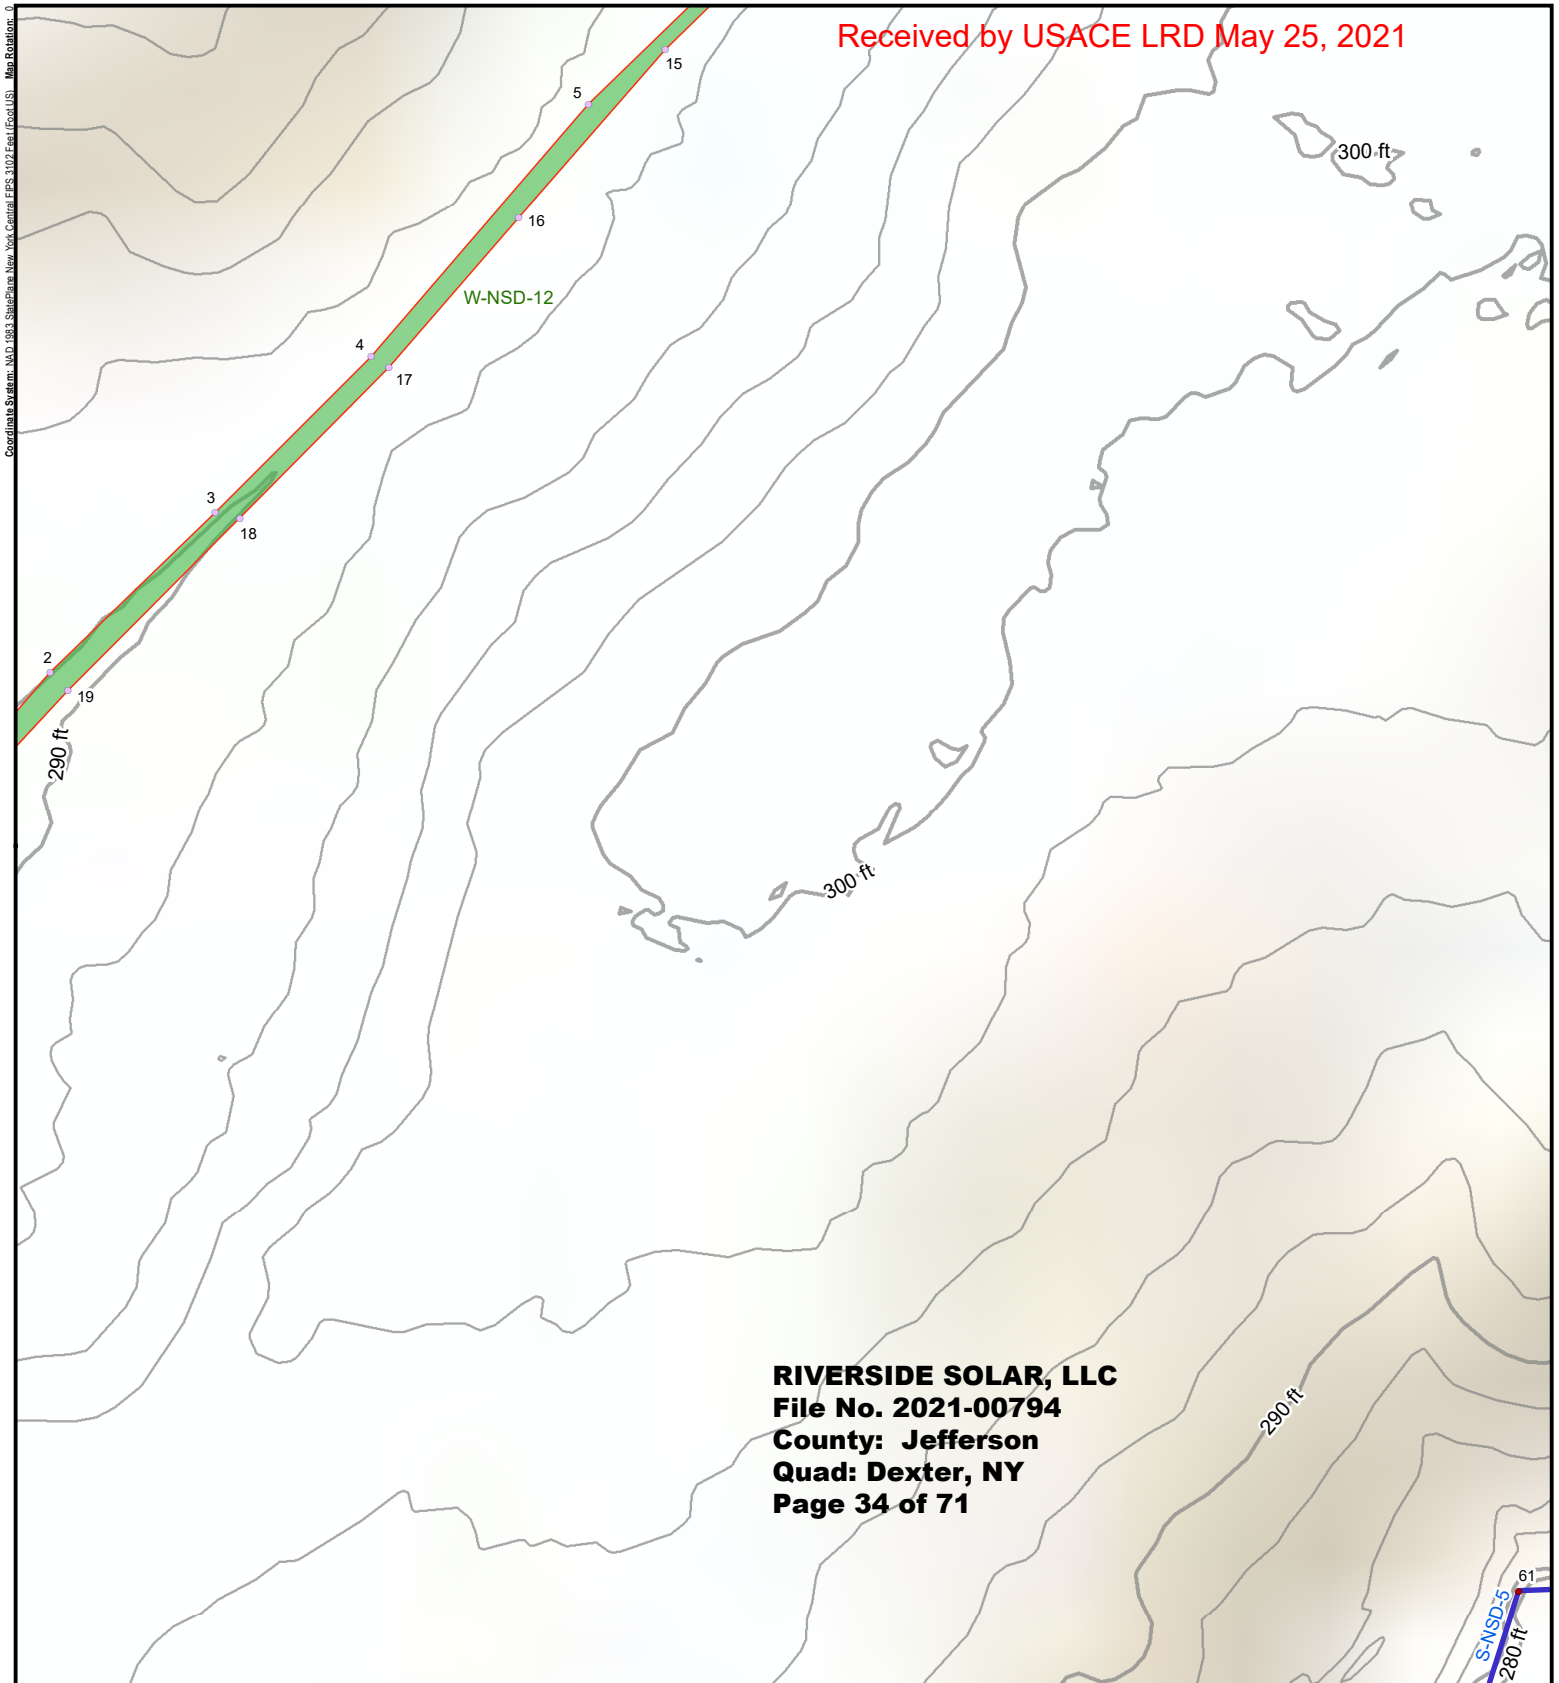 Coordinate System: NAD 1983 StatePlane New York Central FIPS 3102 Feet (Foot US) Map Rotation: 0
Received by USACE LRD May 25, 2021
15
5
300 ft
16
W-NSD-12
4
17
3
18
2
19
290 ft
300 ft
RIVERSIDE SOLAR, LLC
File No. 2021-00794
County: Jefferson
Quad: Dexter, NY
Page 34 of 71
290 ft
61
S-NSD-5
280 ft